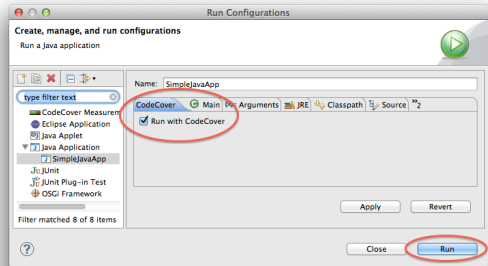 Run Configurations
Create, manage, and run configurations
Run a Java application
type filter text
CodeCover Measurem
Eclipse Application
Java Applet
Java Application
SimpleJavaApp
JUnit
JUnit Plug-in Test
OSGi Framework
Filter matched 8 of 8 items
Name: SimpleJavaApp
CodeCover Main Arguments JRE Classpath Source »2
Run with CodeCover
Apply Revert
? Close Run